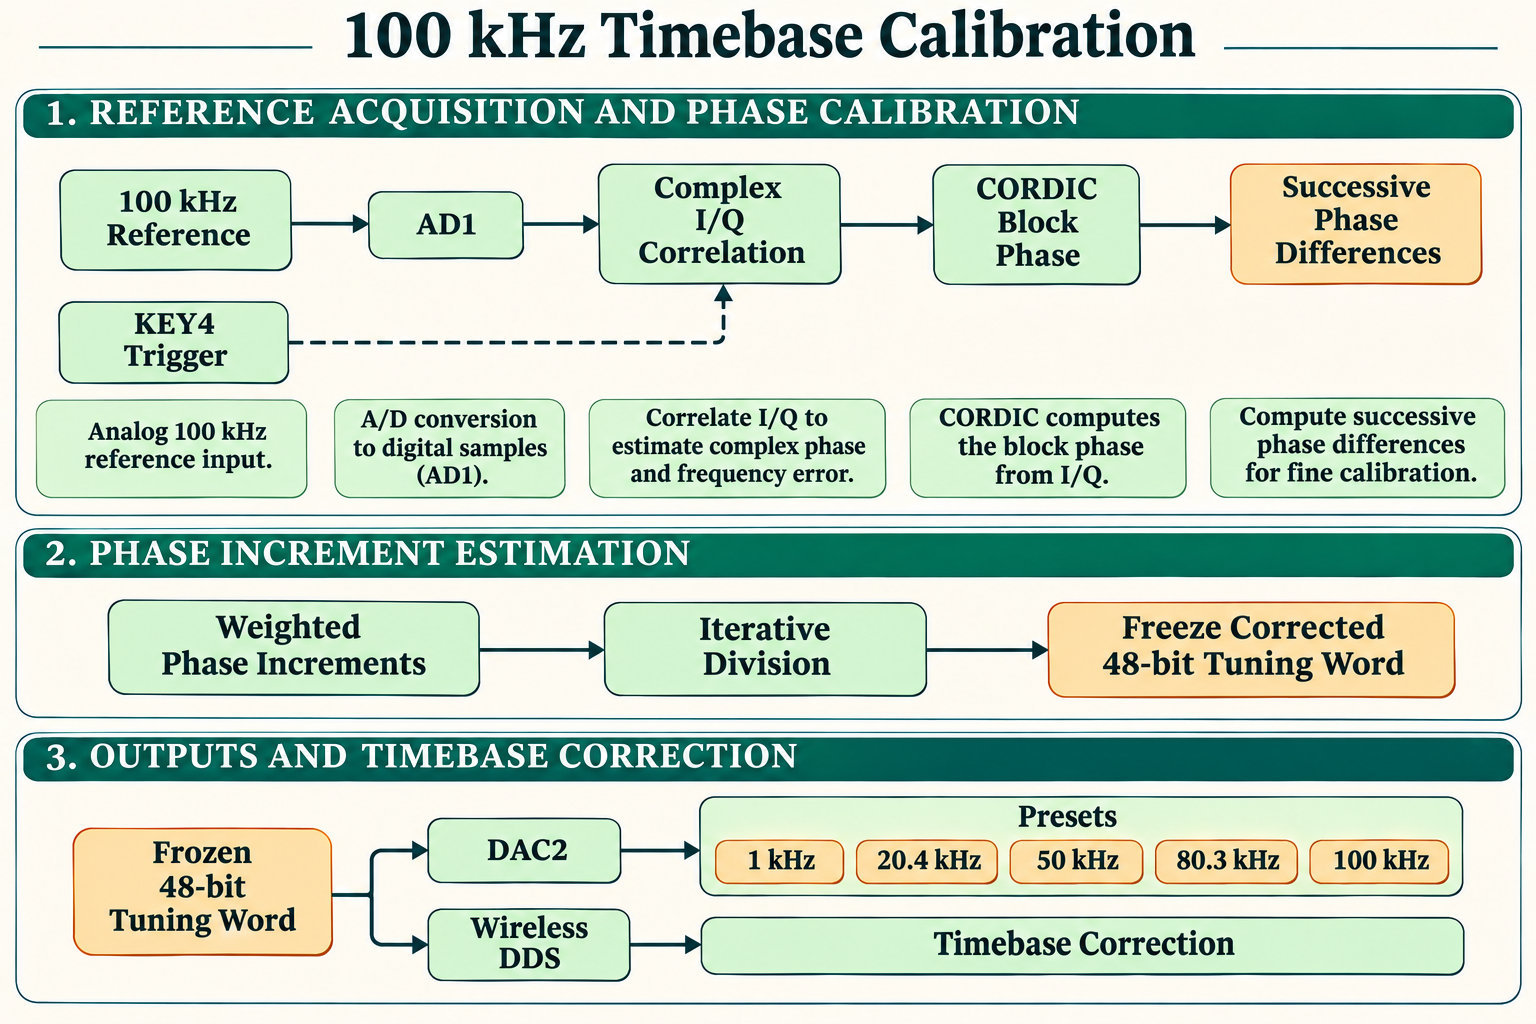 100 kHz Timebase Calibration
1. REFERENCE ACQUISITION AND PHASE CALIBRATION
100 kHz
Reference
AD1
Complex
I/Q
Correlation
CORDIC
Block
Phase
Successive
Phase
Differences
KEY4
Trigger
Analog 100 kHz
reference input.
A/D conversion
to digital samples
(AD1).
Correlate I/Q to
estimate complex phase
and frequency error.
CORDIC computes
the block phase
from I/Q.
Compute successive
phase differences
for fine calibration.
2. PHASE INCREMENT ESTIMATION
Weighted
Phase Increments
Iterative
Division
Freeze Corrected
48-bit Tuning Word
3. OUTPUTS AND TIMEBASE CORRECTION
Frozen
48-bit
Tuning Word
DAC2
Presets
1 kHz
20.4 kHz
50 kHz
80.3 kHz
100 kHz
Wireless
DDS
Timebase Correction